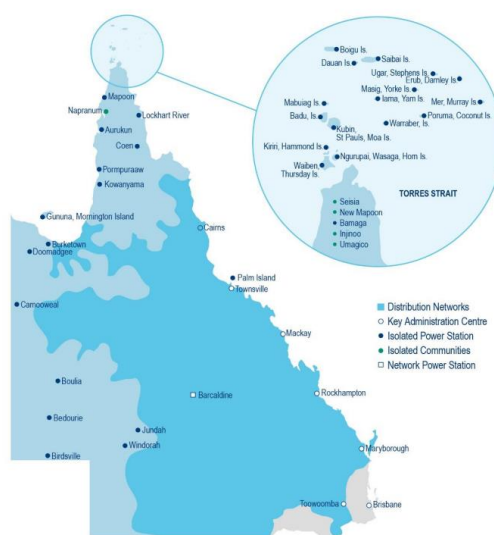 Boigu Is.
Saibai Is.
Dauan Is.
Ugar, Stephens Is.
Erub, Darnley Is.
Masig, Yorke Is.
Iama, Yam Is.
Mer, Murray Is.
Mabuiag Is.
Badu, Is.
Poruma, Coconut Is.
Warraber, Is.
Kubin,
St Pauls, Moa Is.
Kiriri, Hammond Is.
Ngurupai, Wasaga, Horn Is.
Waiben,
Thursday Is.
TORRES STRAIT
Seisia
New Mapoon
Bamaga
Injinoo
Umagico
Mapoon
Napranum
Lockhart River
Aurukun
Coen
Pormpuraaw
Kowanyama
Gununa, Mornington Island
Cairns
Burketown
Doomadgee
Palm Island
Townsville
Camooweal
Mackay
Distribution Networks
Key Administration Centre
Isolated Power Station
Isolated Communities
Network Power Station
Boulia
Barcaldine
Rockhampton
Bedourie
Jundah
Windorah
Birdsville
Maryborough
Toowoomba
Brisbane